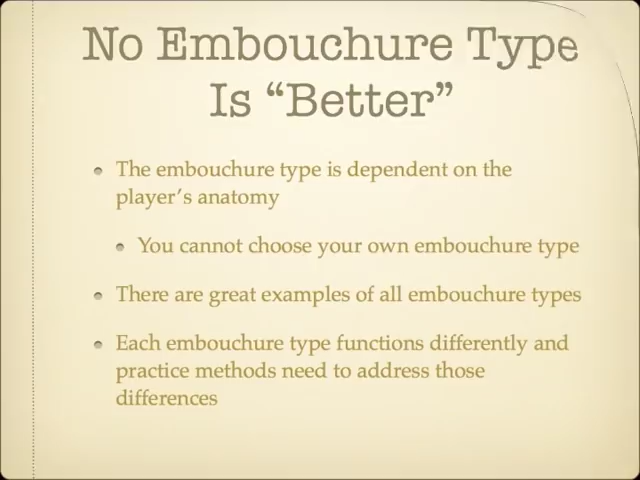 No Embouchure Type
Is “Better”
The embouchure type is dependent on the
player’s anatomy
You cannot choose your own embouchure type
There are great examples of all embouchure types
Each embouchure type functions differently and
practice methods need to address those
differences